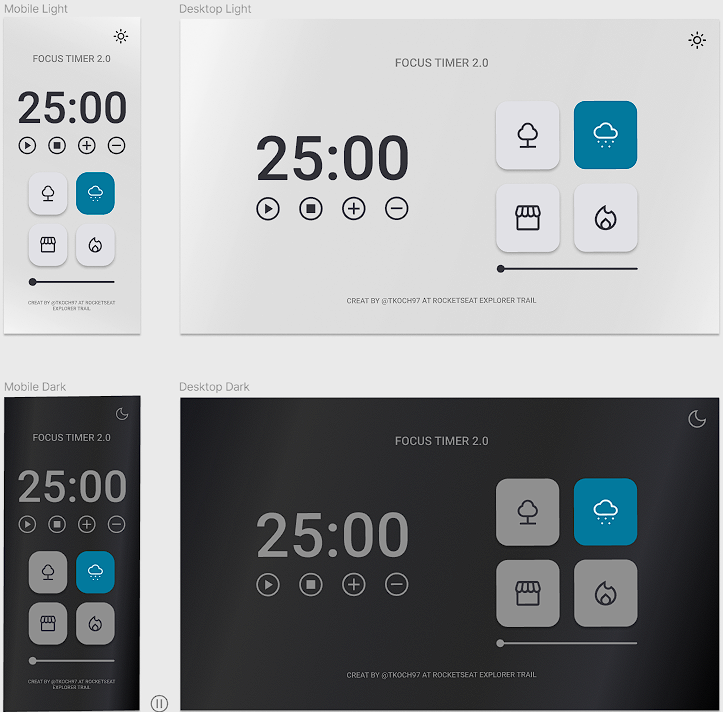 Mobile Light
FOCUS TIMER 2.0
25:00
CREAT BY @TKOCH97 AT ROCKETSEAT
EXPLORER TRAIL
Desktop Light
FOCUS TIMER 2.0
25:00
CREAT BY @TKOCH97 AT ROCKETSEAT EXPLORER TRAIL
Mobile Dark
FOCUS TIMER 2.0
25:00
CREAT BY @TKOCH97 AT ROCKETSEAT
EXPLORER TRAIL
Desktop Dark
FOCUS TIMER 2.0
25:00
CREAT BY @TKOCH97 AT ROCKETSEAT EXPLORER TRAIL